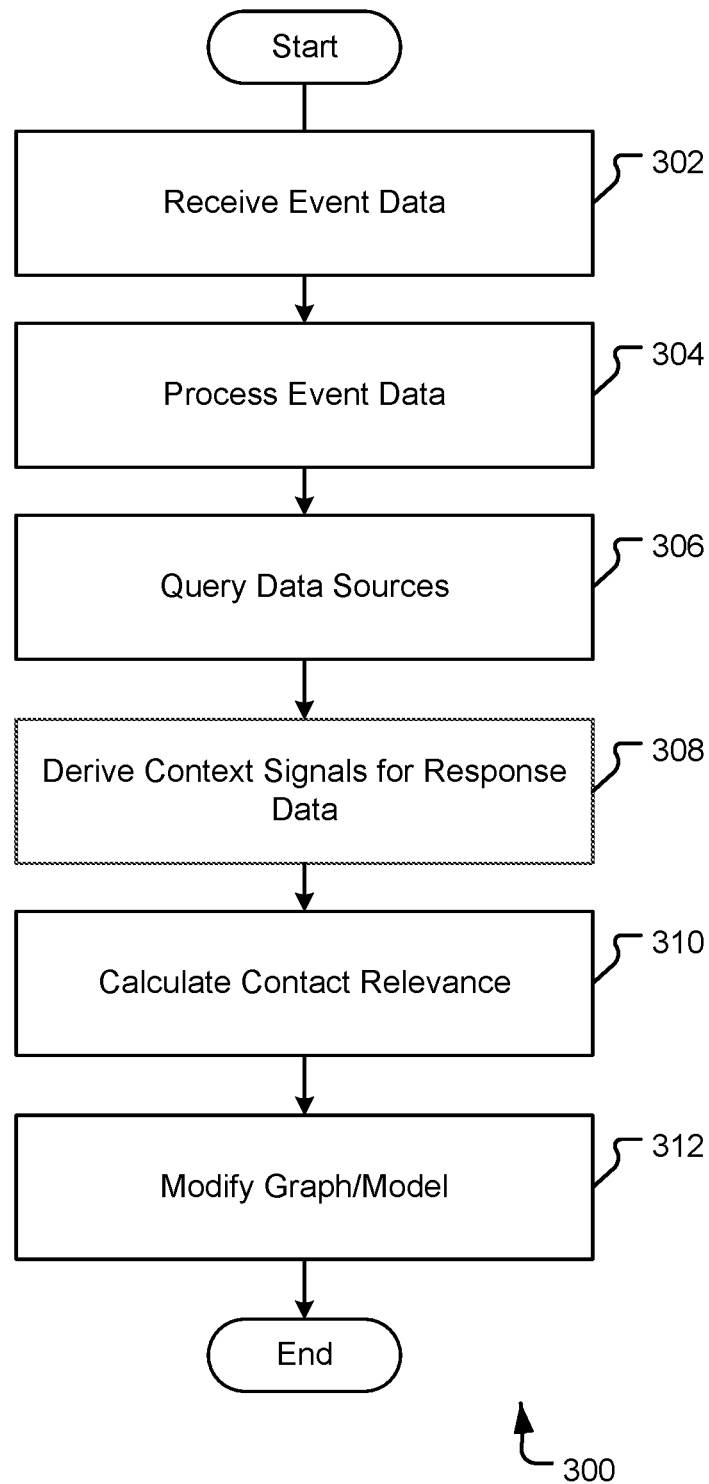 Start
Receive Event Data
302
Process Event Data
304
Query Data Sources
306
Derive Context Signals for Response
Data
308
Calculate Contact Relevance
310
Modify Graph/Model
312
End
300